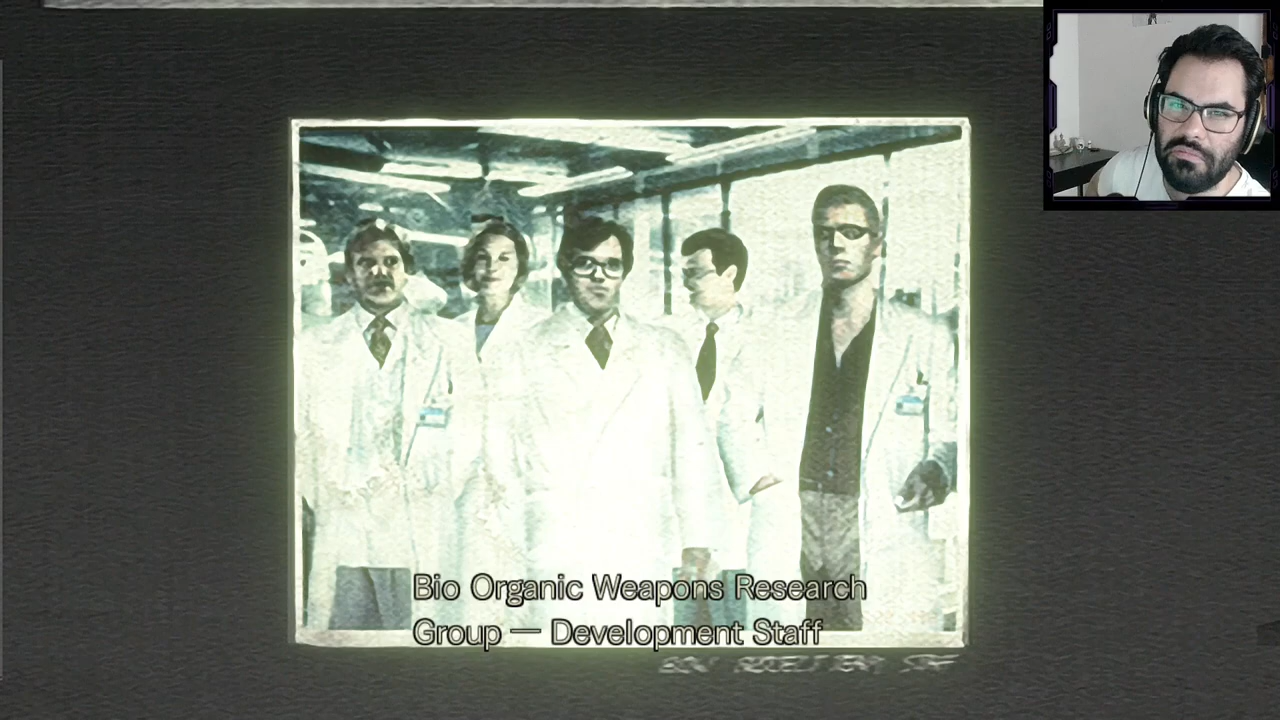 Bio Organic Weapons Research
Group — Development Staff